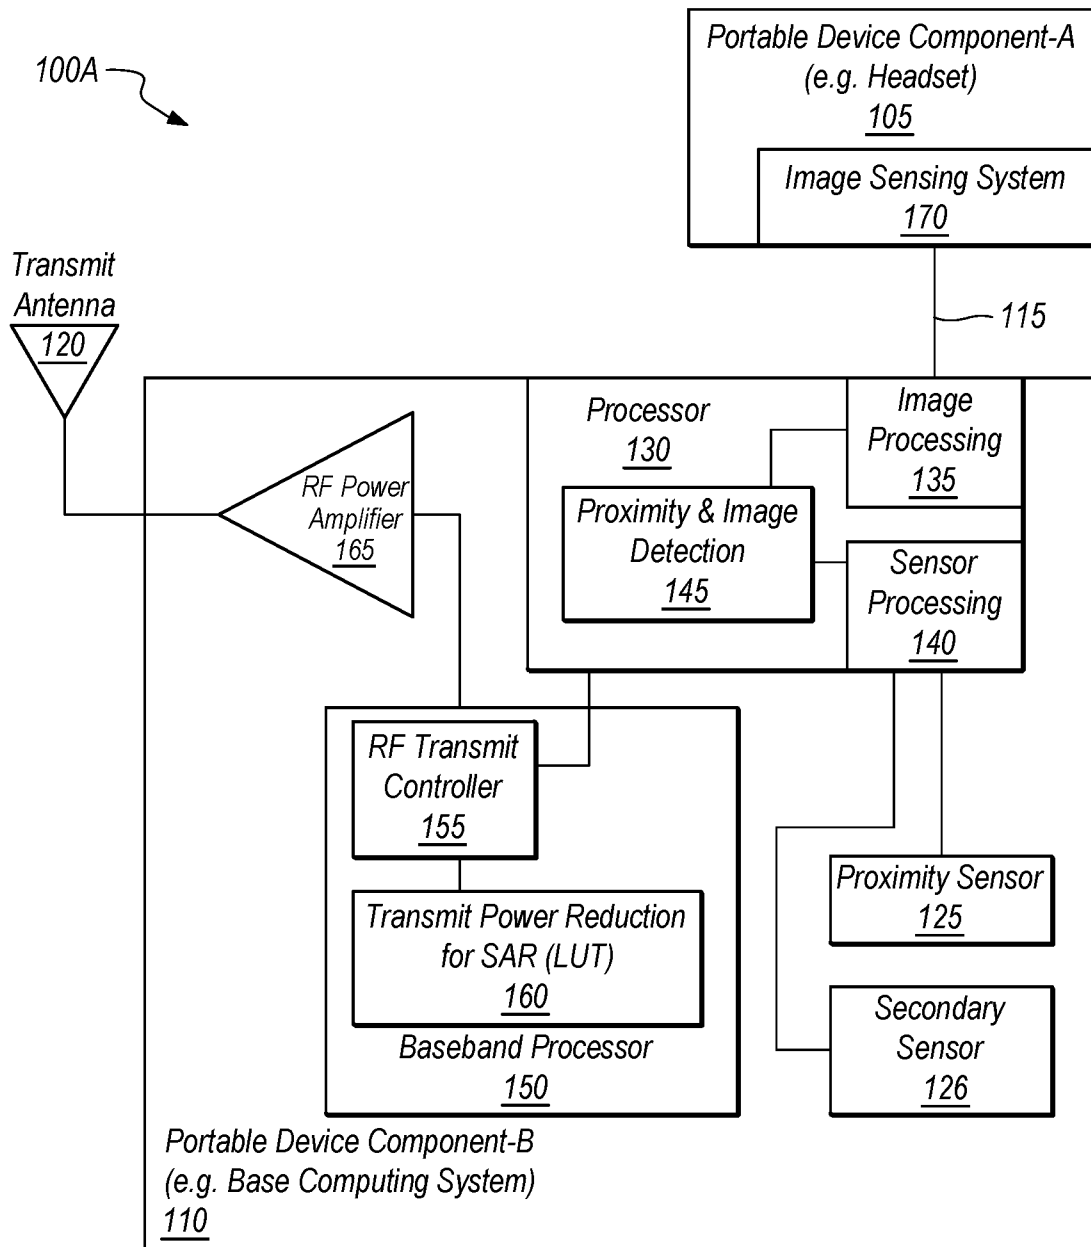 100A
Portable Device Component-A
(e.g. Headset)
105
Image Sensing System
170
115
Transmit
Antenna
120
RF Power
Amplifier
165
Processor
130
Image
Processing
135
Proximity & Image
Detection
145
Sensor
Processing
140
RF Transmit
Controller
155
Transmit Power Reduction
for SAR (LUT)
160
Baseband Processor
150
Proximity Sensor
125
Secondary
Sensor
126
Portable Device Component-B
(e.g. Base Computing System)
110